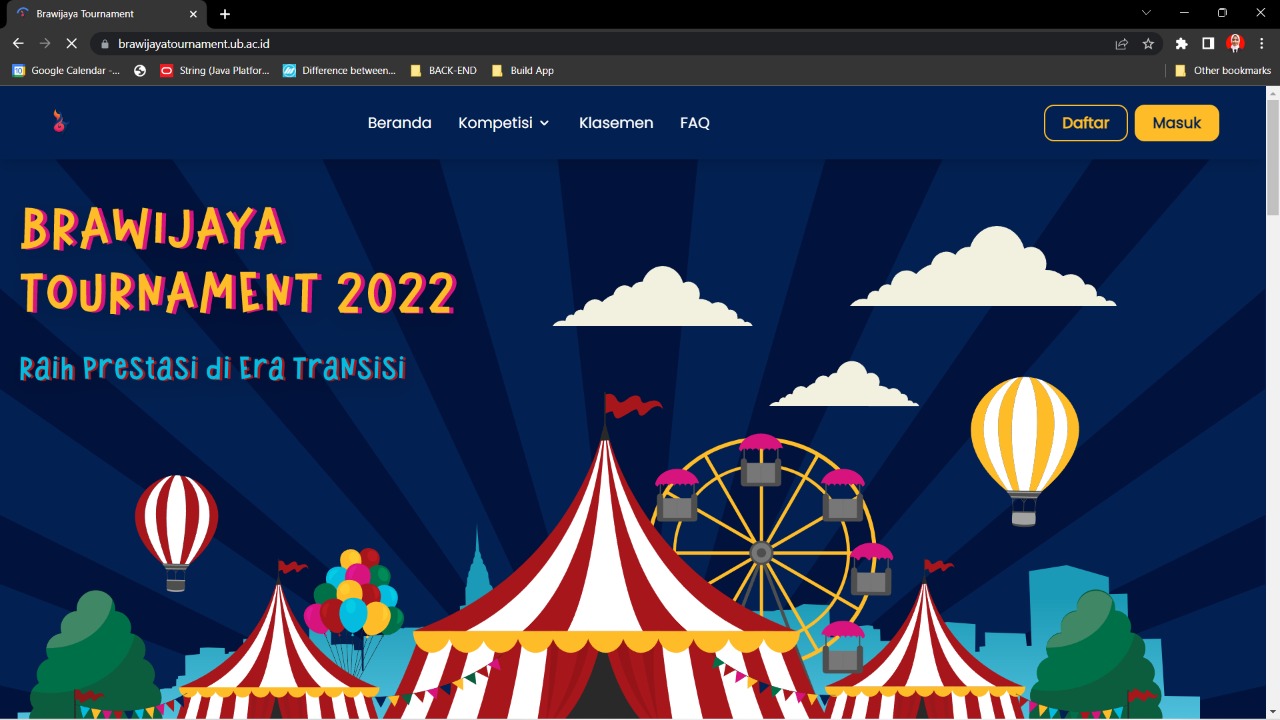 Brawijaya Tournament
brawijayatournament.ub.ac.id
Google Calendar -...
String (Java Platfor...
Difference between...
BACK-END
Build App
Other bookmarks
Beranda
Kompetisi
Klasemen
FAQ
Daftar
Masuk
BRAWIJAYA
TOURNAMENT 2022
Raih Prestasi di Era Transisi